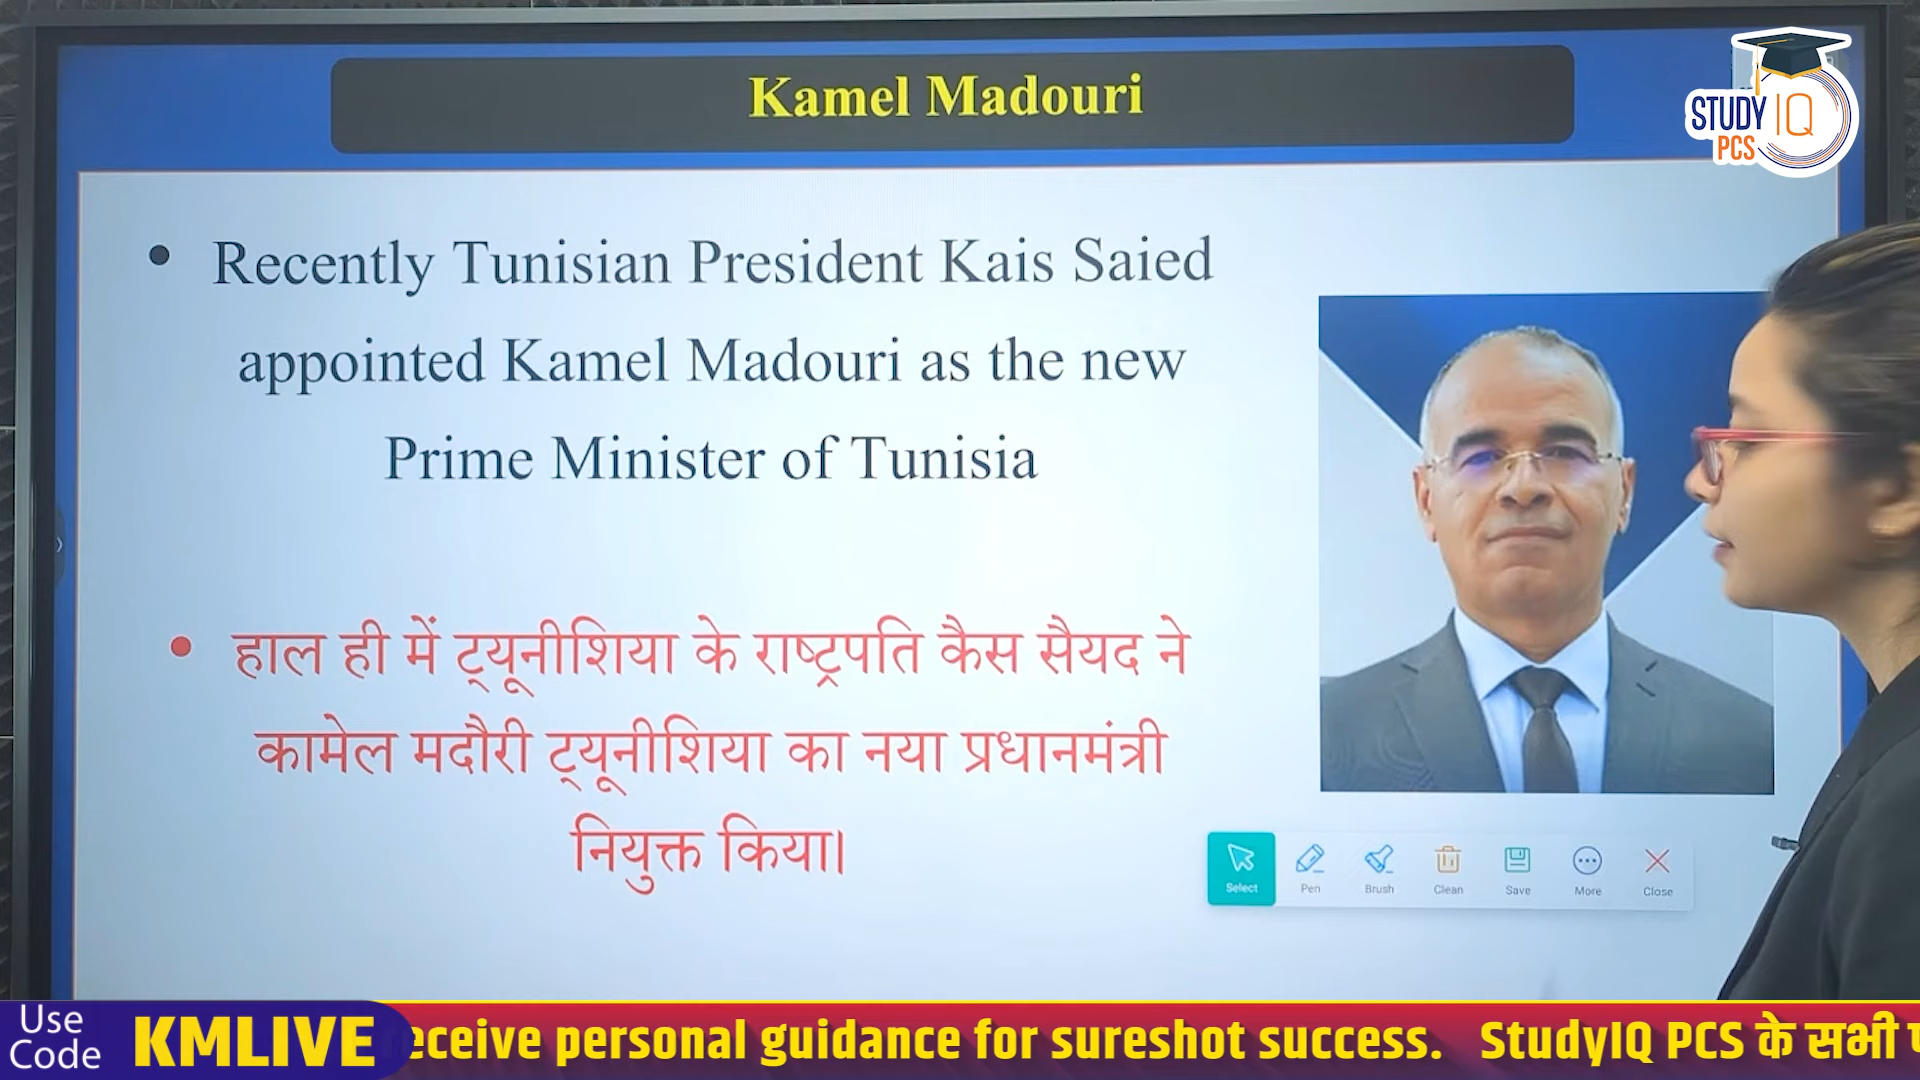 Kamel Madouri
STUDY IQ
PCS
• Recently Tunisian President Kais Saied
appointed Kamel Madouri as the new
Prime Minister of Tunisia
• हाल ही में ट्यूनीशिया के राष्ट्रपति कैस सैयद ने
कामेल मदौरी ट्यूनीशिया का नया प्रधानमंत्री
नियुक्त किया।
Select Pen Brush Clean Save More Close
Use
Code
KMLIVE
eceive personal guidance for sureshot success. StudyIQ PCS के सभी